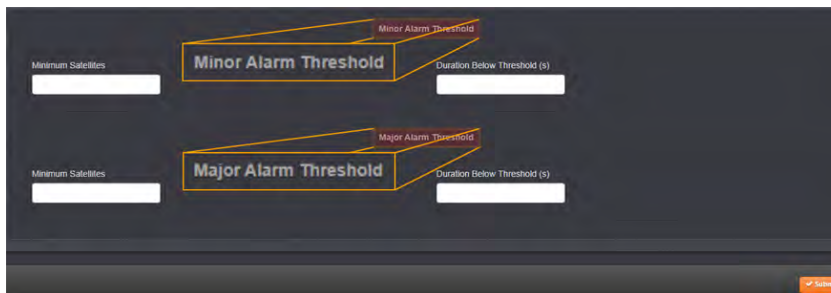 Minor Alarm Threshold
Minor Alarm Threshold
Minimum Satellites
Duration Below Threshold (s)
Major Alarm Threshold
Major Alarm Threshold
Minimum Satellites
Duration Below Threshold (s)